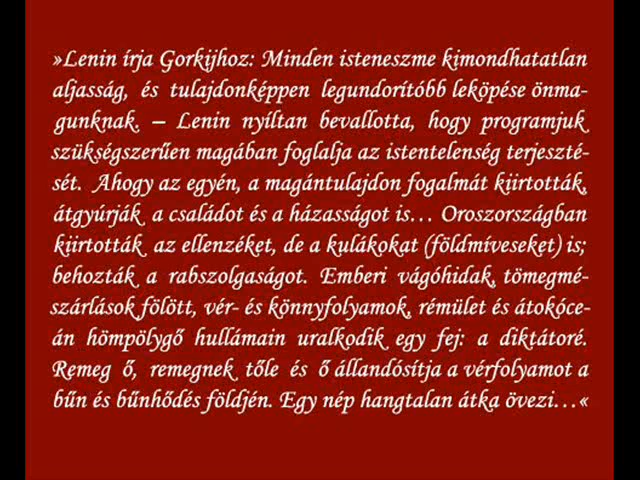 »Lenin írja Gorkijhoz: Minden isteneszme kimondhatatlan
aljasság, és tulajdonképpen legundorítóbb leköpése önma-
gunknak. – Lenin nyíltan bevallotta, hogy programjuk
szükségszerűen magában foglalja az istentelenség terjeszté-
sét. Ahogy az egyén, a magántulajdon fogalmát kiirtották,
átgyúrják a családot és a házasságot is… Oroszországban
kiirtották az ellenzéket, de a kulákokat (földmíveseket) is;
behozták a rabszolgaságot. Emberi vágóhidak, tömegmé-
szárlások fölött, vér- és könnyfolyamok, rémület és átokóce-
án hömpölygő hullámain uralkodik egy fej: a diktátoré.
Remeg ő, remegnek tőle és ő állandósítja a vérfolyamot a
bűn és bűnhődés földjén. Egy nép hangtalan átka övezi…«